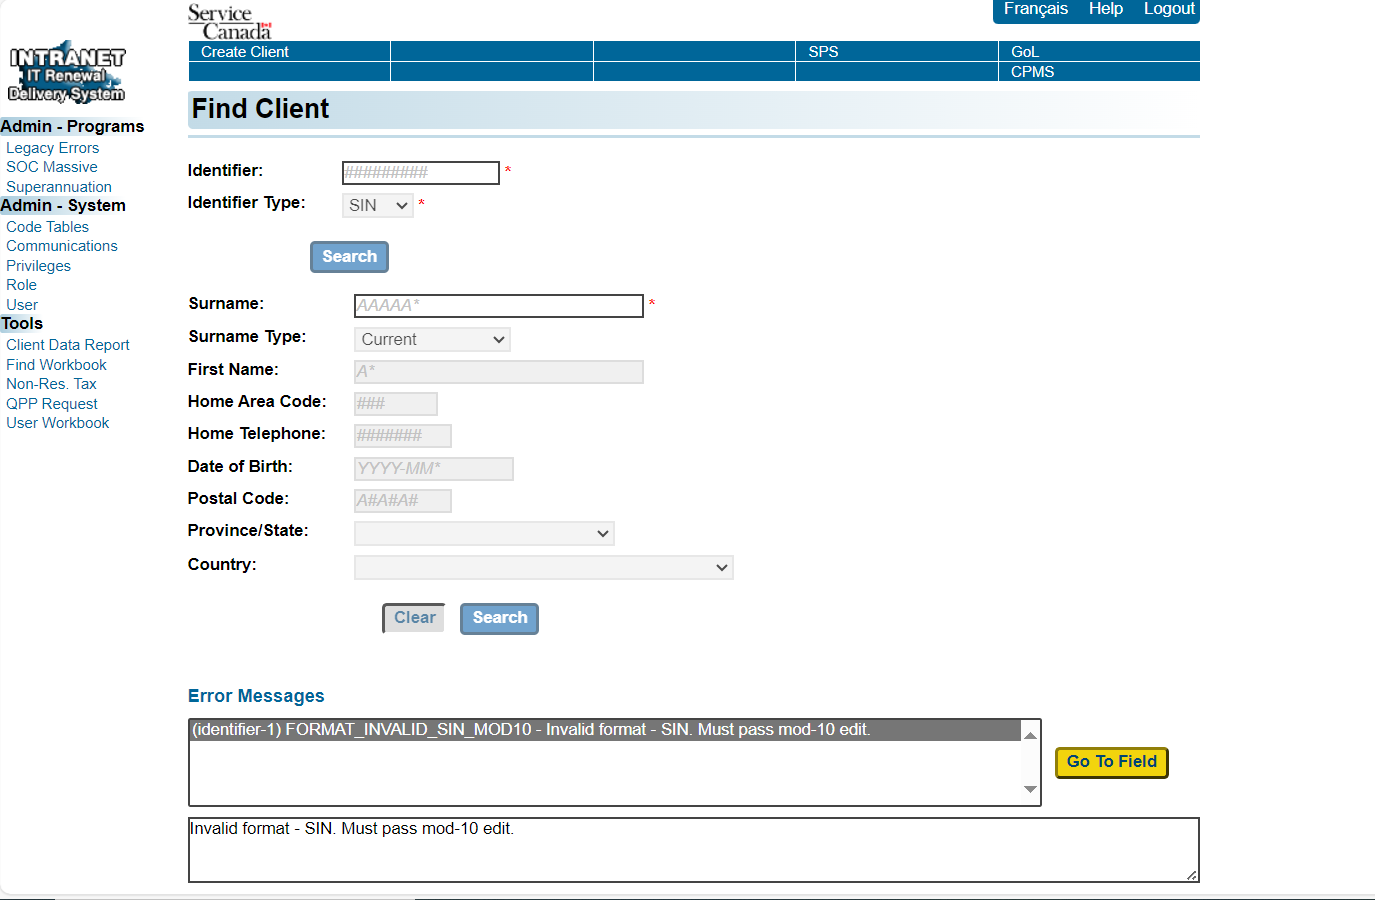 Service
Canada
Français Help Logout
INTRANET
IT Renewal
Delivery System
Create Client SPS GoL
CPMS
Find Client
Admin - Programs
Legacy Errors
SOC Massive
Superannuation
Admin - System
Code Tables
Communications
Privileges
Role
User
Tools
Client Data Report
Find Workbook
Non-Res. Tax
QPP Request
User Workbook
Identifier: ######### *
Identifier Type: SIN *
Search
Surname: AAAAA* *
Surname Type: Current
First Name: A*
Home Area Code: ###
Home Telephone: #######
Date of Birth: YYYY-MM*
Postal Code: A#A#A#
Province/State:
Country:
Clear Search
Error Messages
(identifier-1) FORMAT_INVALID_SIN_MOD10 - Invalid format - SIN. Must pass mod-10 edit.
Go To Field
Invalid format - SIN. Must pass mod-10 edit.